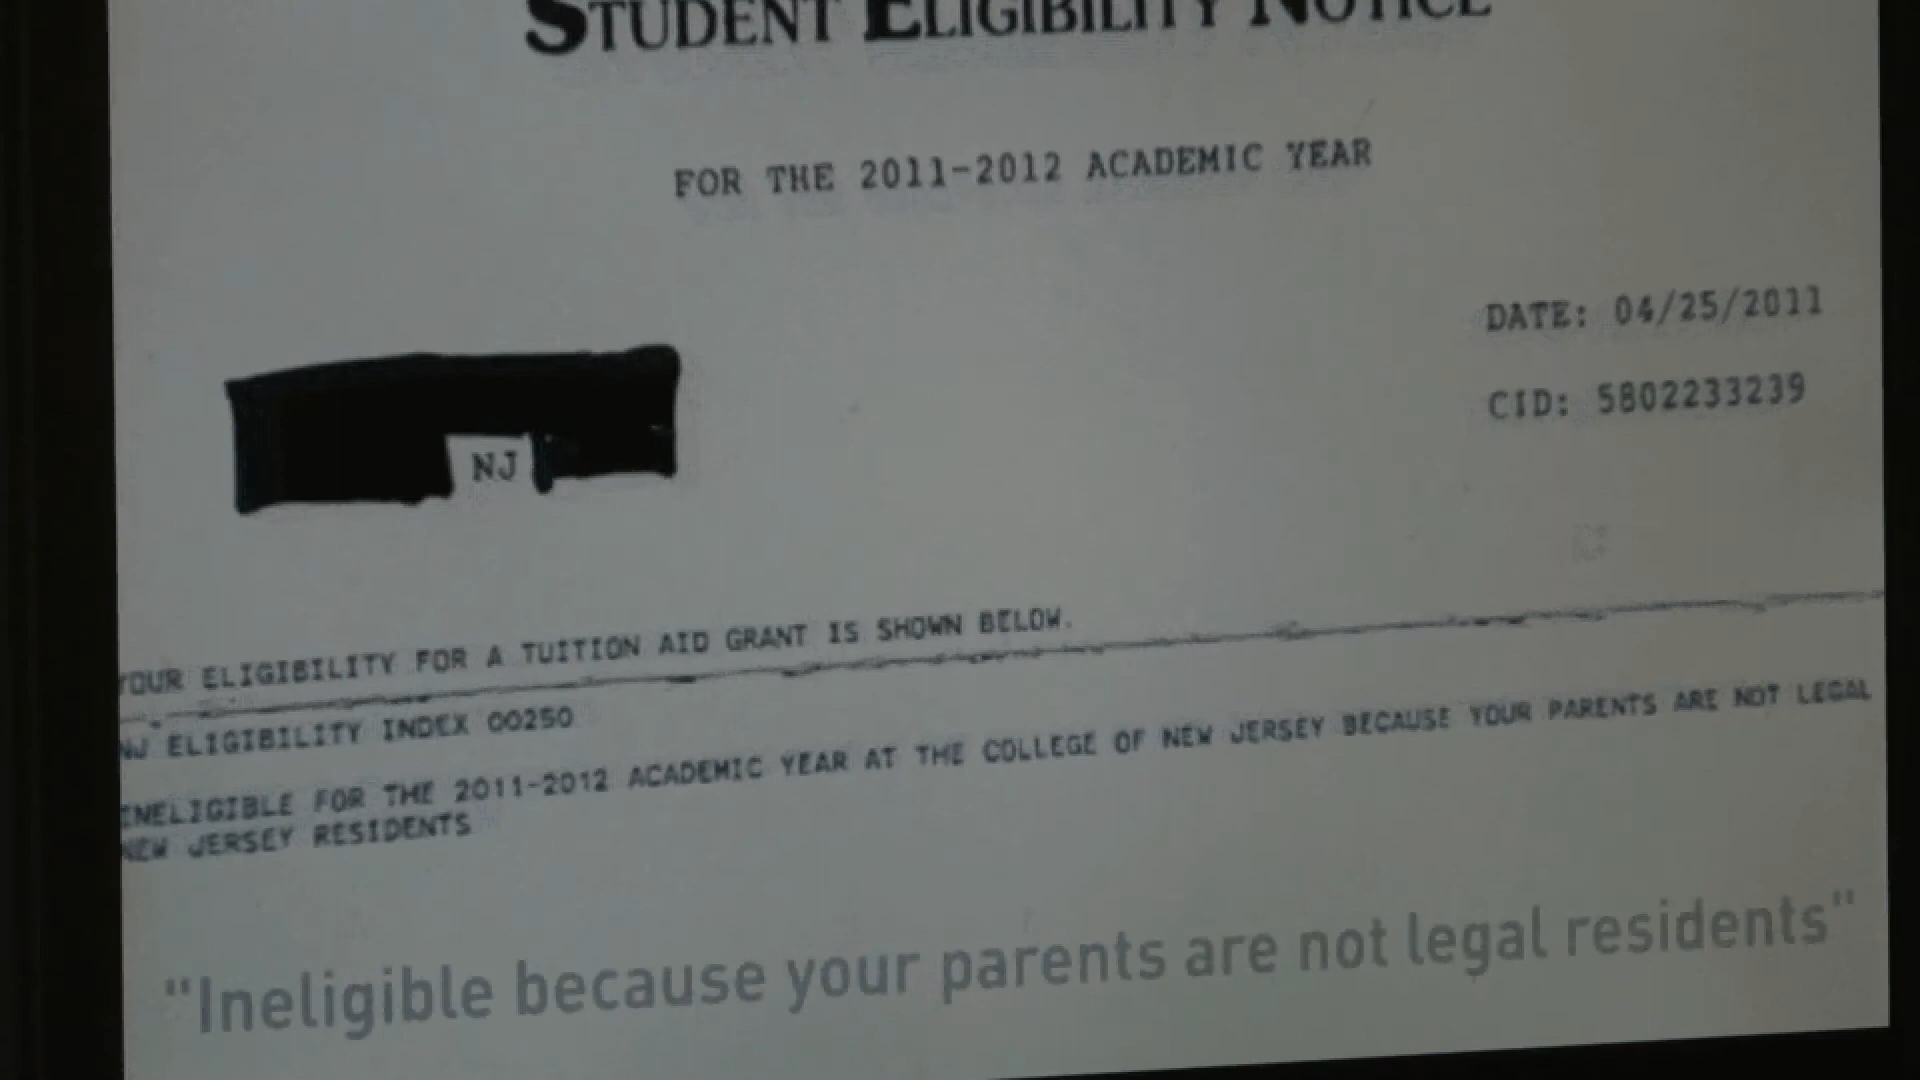 STUDENT ELIGIBILITY NOTICE
FOR THE 2011-2012 ACADEMIC YEAR
DATE: 04/25/2011
CID: 5802233239
NJ
YOUR ELIGIBILITY FOR A TUITION AID GRANT IS SHOWN BELOW.
NJ ELIGIBILITY INDEX 00250
INELIGIBLE FOR THE 2011-2012 ACADEMIC YEAR AT THE COLLEGE OF NEW JERSEY BECAUSE YOUR PARENTS ARE NOT LEGAL
NEW JERSEY RESIDENTS
"Ineligible because your parents are not legal residents"